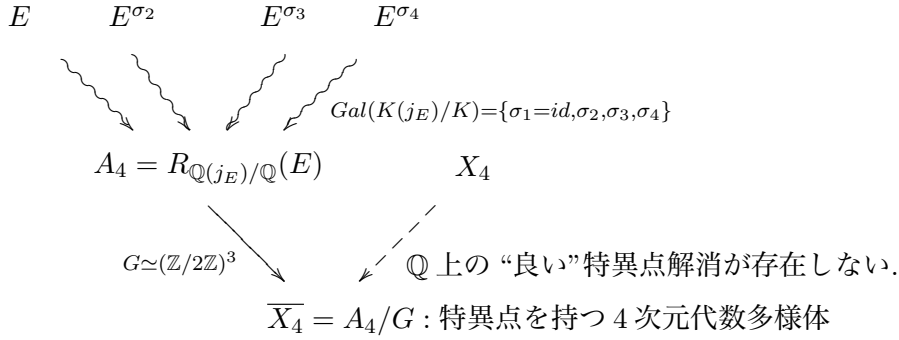 E E^{σ_2} E^{σ_3} E^{σ_4}
Gal(K(j_E)/K)={σ_1=id,σ_2,σ_3,σ_4}
A_4 = R_{ℚ(j_E)/ℚ}(E) X_4
G≃(ℤ/2ℤ)^3
ℚ 上の “良い”特異点解消が存在しない.
\overline{X_4} = A_4/G : 特異点を持つ 4 次元代数多様体